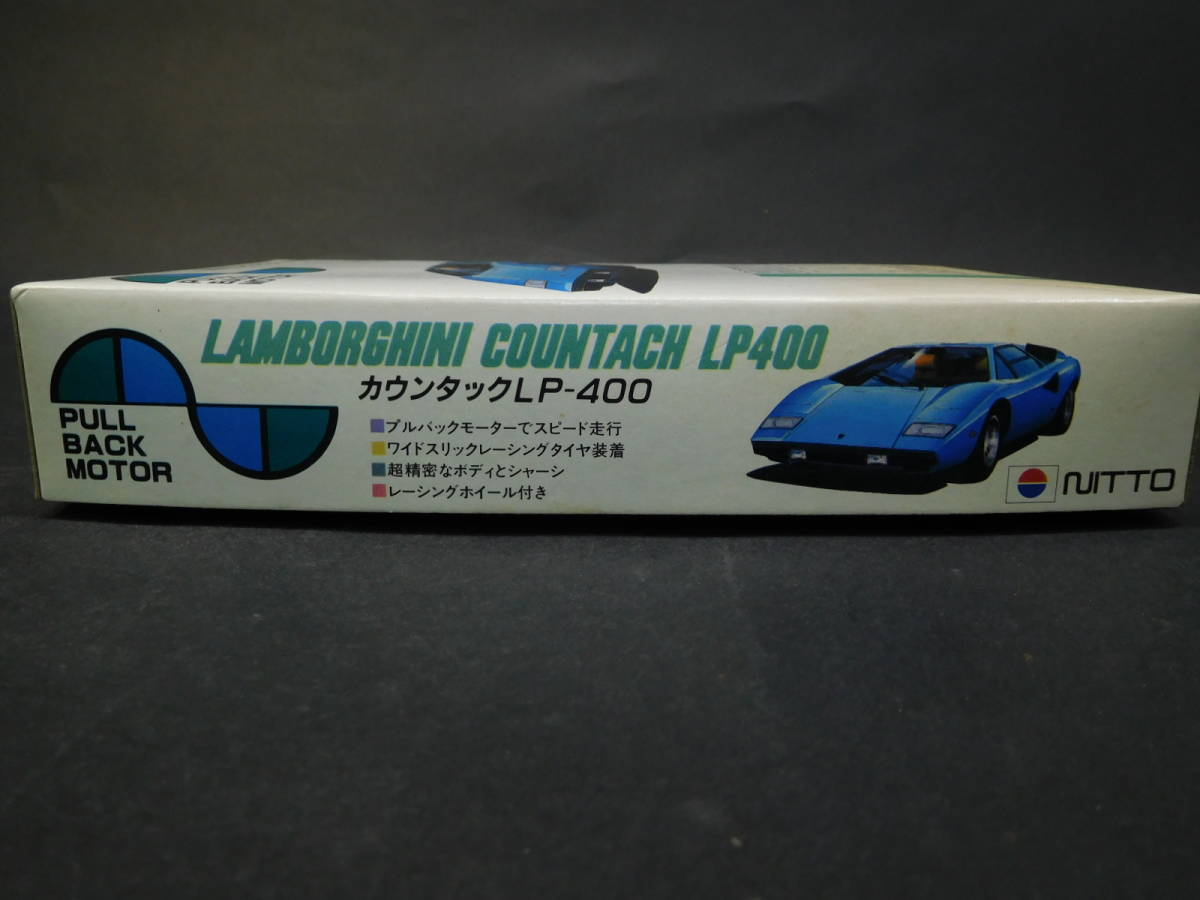 LAMBORGHINI COUNTACH LP400
カウンタックLP-400
PULL
BACK
MOTOR
プルバックモーターでスピード走行
ワイドスリックレーシングタイヤ装着
超精密なボディとシャーシ
レーシングホイール付き
NITTO